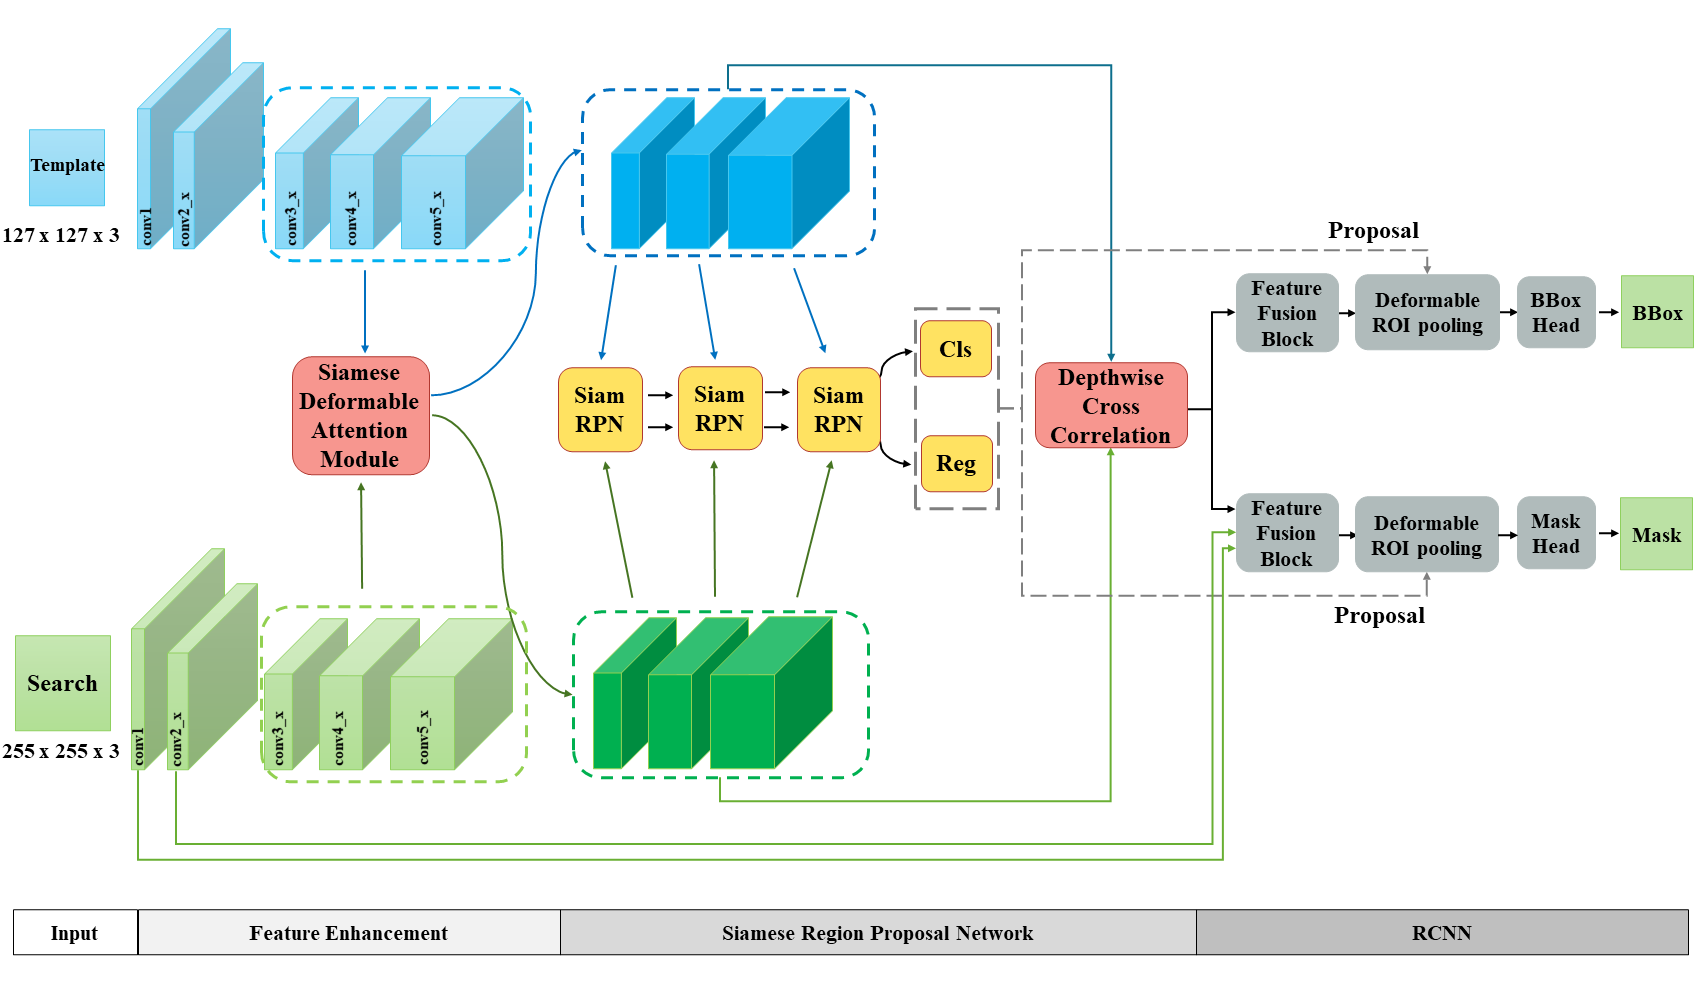 Template
127 x 127 x 3
conv1
conv2_x
conv3_x
conv4_x
conv5_x
Siamese
Deformable
Attention
Module
Search
255 x 255 x 3
conv1
conv2_x
conv3_x
conv4_x
conv5_x
Siam
RPN
Siam
RPN
Siam
RPN
Cls
Reg
Depthwise
Cross
Correlation
Proposal
Feature
Fusion
Block
Deformable
ROI pooling
BBox
Head
BBox
Feature
Fusion
Block
Deformable
ROI pooling
Mask
Head
Mask
Proposal
Input
Feature Enhancement
Siamese Region Proposal Network
RCNN